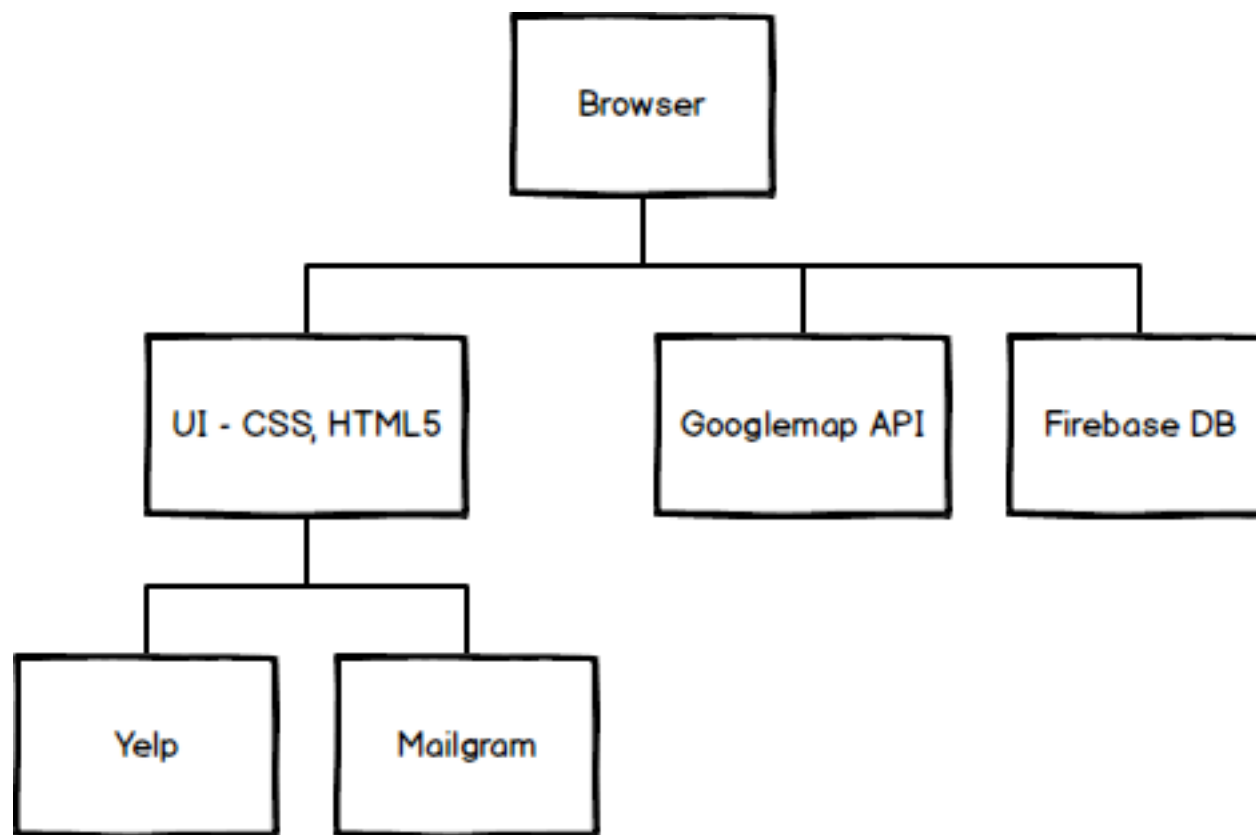 Browser
UI - CSS, HTML5
Googlemap API
Firebase DB
Yelp
Mailgram